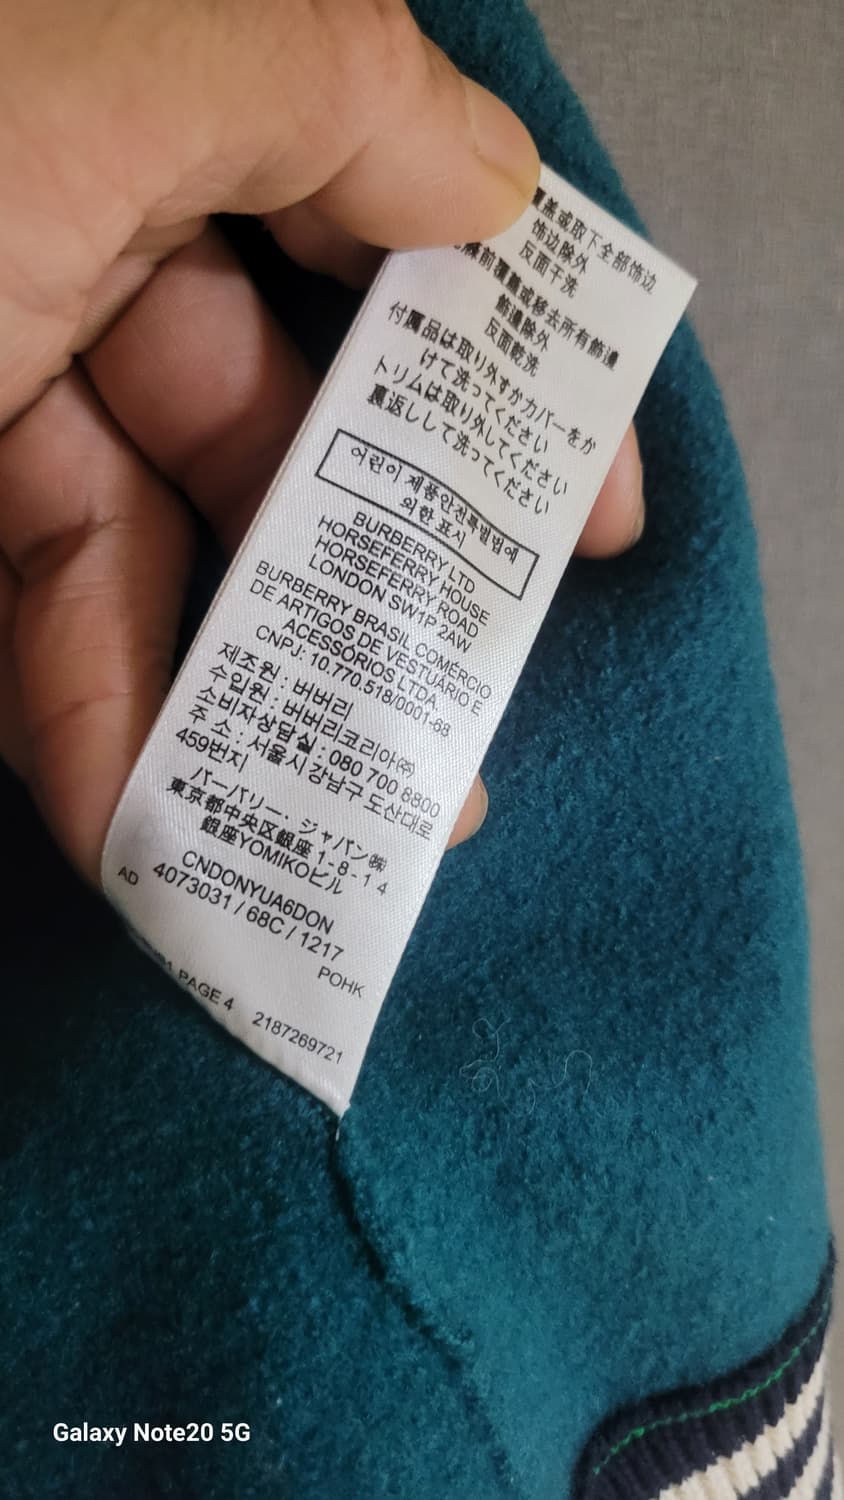 覆盖或取下全部饰边
饰边除外
反面干洗
前覆蓋或移去所有飾邊
飾邊除外
反面乾洗
付属品は取り外すかカバーをか
けて洗ってください
トリムは取り外してください
裏返しして洗ってください
어린이 제품안전특별법에
의한 표시
BURBERRY LTD
HORSEFERRY HOUSE
HORSEFERRY ROAD
LONDON SW1P 2AW
BURBERRY BRASIL COMÉRCIO
DE ARTIGOS DE VESTUÁRIO E
ACESSÓRIOS LTDA.
CNPJ: 10.770.518/0001-68
제조원 : 버버리
수입원 : 버버리코리아㈜
소비자상담실 : 080 700 8800
주 소 : 서울시 강남구 도산대로
459번지
バーバリー・ジャパン㈱
東京都中央区銀座 1-8-14
銀座YOMIKOビル
CNDONYUA6DON
AD 4073031 / 68C / 1217
POHK
PAGE 4 2187269721
Galaxy Note20 5G